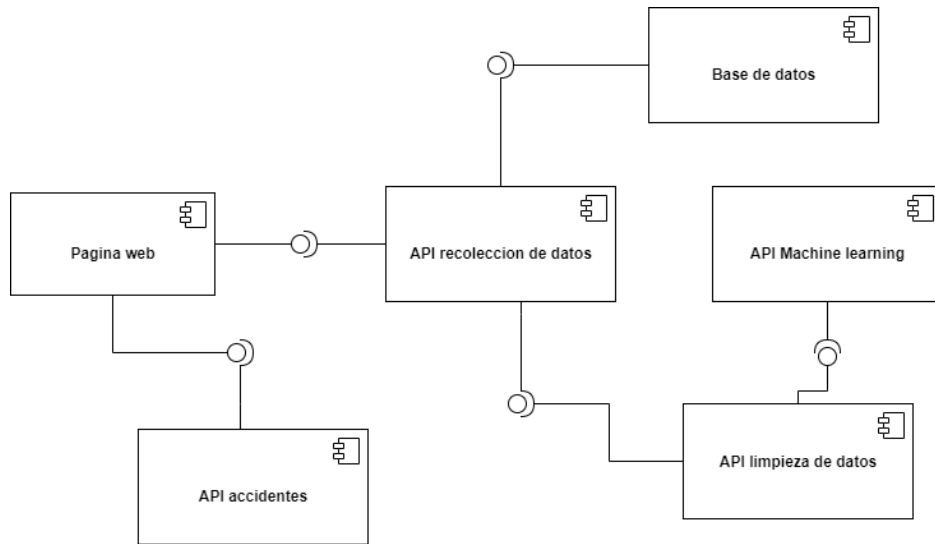 Base de datos
Pagina web
API recoleccion de datos
API Machine learning
API limpieza de datos
API accidentes